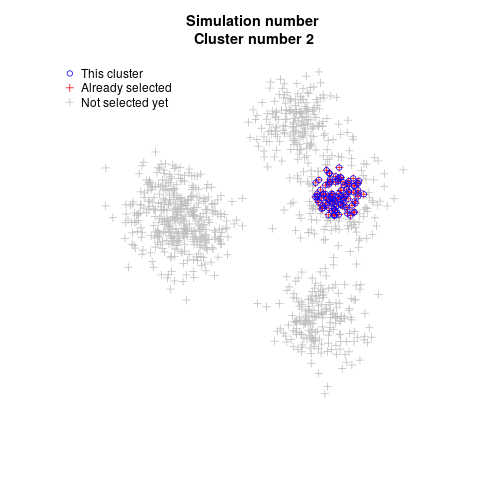 Simulation number
Cluster number 2
This cluster
Already selected
Not selected yet